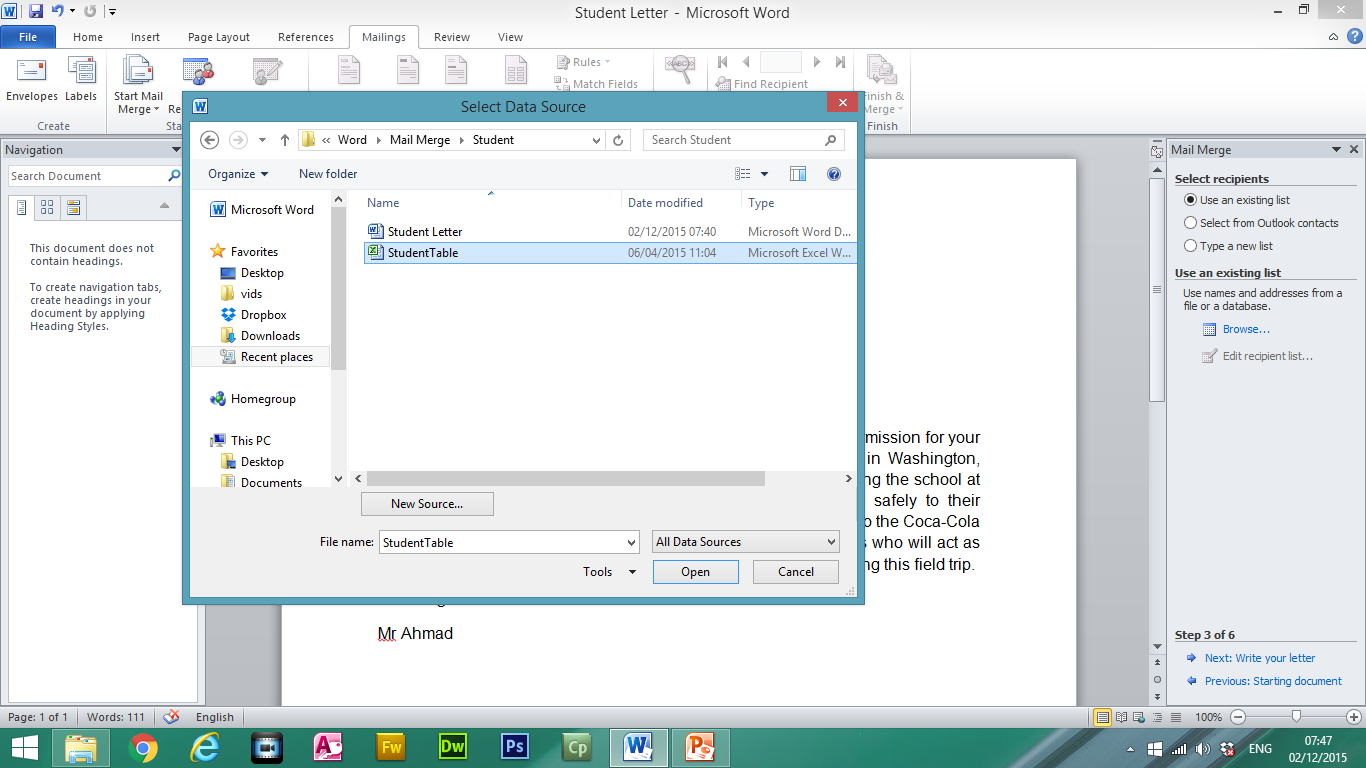 Student Letter - Microsoft Word
File Home Insert Page Layout References Mailings Review View
Envelopes Labels Start Mail Merge Rules Match Fields Find Recipient Merge
Create Finish
Select Data Source
« Word Mail Merge Student Search Student
Organize New folder
Name Date modified Type
Student Letter 02/12/2015 07:40 Microsoft Word D...
StudentTable 06/04/2015 11:04 Microsoft Excel W...
Microsoft Word
Favorites
Desktop
vids
Dropbox
Downloads
Recent places
Homegroup
This PC
Desktop
Documents
New Source...
File name: StudentTable All Data Sources
Tools Open Cancel
Navigation
Search Document
This document does not
contain headings.
To create navigation tabs,
create headings in your
document by applying
Heading Styles.
mission for your
in Washington,
ng the school at
safely to their
the Coca-Cola
who will act as
ng this field trip.
Mr Ahmad
Mail Merge
Select recipients
Use an existing list
Select from Outlook contacts
Type a new list
Use an existing list
Use names and addresses from a
file or a database.
Browse...
Edit recipient list...
Step 3 of 6
Next: Write your letter
Previous: Starting document
Page: 1 of 1 Words: 111 English 100%
Fw Dw Ps Cp ENG 07:47
02/12/2015